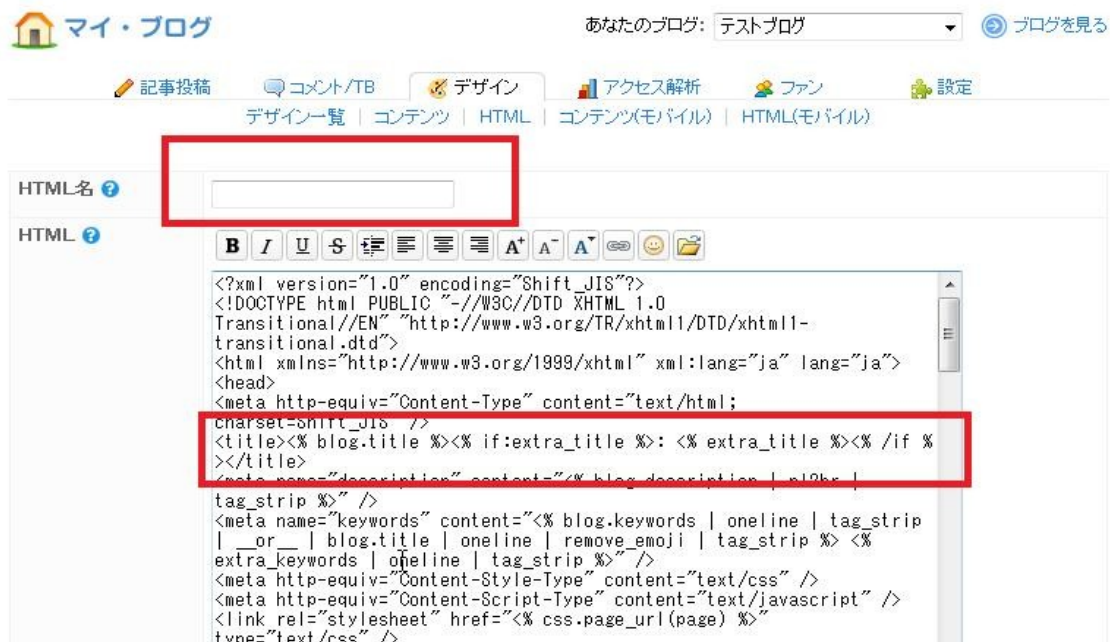 マイ・ブログ
あなたのブログ: テストブログ ブログを見る
記事投稿 コメント/TB デザイン アクセス解析 ファン 設定
デザイン一覧 | コンテンツ | HTML | コンテンツ(モバイル) | HTML(モバイル)
HTML名 ?
HTML ?
B I U S A+ A- A
<?xml version="1.0" encoding="Shift_JIS"?>
<!DOCTYPE html PUBLIC "-//W3C//DTD XHTML 1.0
Transitional//EN" "http://www.w3.org/TR/xhtml1/DTD/xhtml1-
transitional.dtd">
<html xmlns="http://www.w3.org/1999/xhtml" xml:lang="ja" lang="ja">
<head>
<meta http-equiv="Content-Type" content="text/html;
charset=Shift_JIS" />
<title><% blog.title %><% if:extra_title %>: <% extra_title %><% /if %
></title>
<meta name="description" content="<% blog.description | nl2br |
tag_strip %>" />
<meta name="keywords" content="<% blog.keywords | oneline | tag_strip
| __or__ | blog.title | oneline | remove_emoji | tag_strip %> <%
extra_keywords | oneline | tag_strip %>" />
<meta http-equiv="Content-Style-Type" content="text/css" />
<meta http-equiv="Content-Script-Type" content="text/javascript" />
<link rel="stylesheet" href="<% css.page_url(page) %>"
type="text/css" />